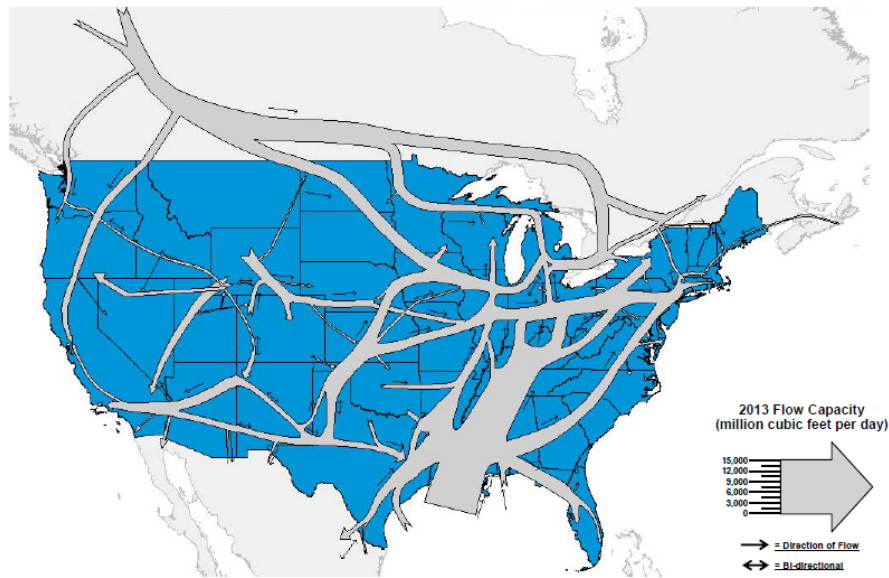 2013 Flow Capacity
(million cubic feet per day)
15,000
12,000
9,000
6,000
3,000
0
= Direction of Flow
= Bi-directional